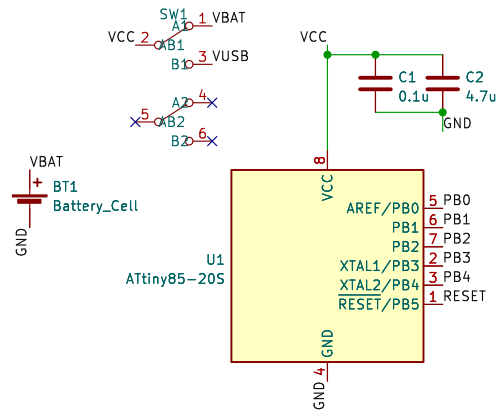 SW1
A1 1 VBAT
VCC 2 AB1
B1 3 VUSB
A2 4
5 AB2
B2 6
VCC
C1
0.1u
C2
4.7u
GND
VBAT
+
BT1
Battery_Cell
GND
8
VCC
U1
ATtiny85-20S
AREF/PB0 5 PB0
PB1 6 PB1
PB2 7 PB2
XTAL1/PB3 2 PB3
XTAL2/PB4 3 PB4
RESET/PB5 1 RESET
GND
4
GND